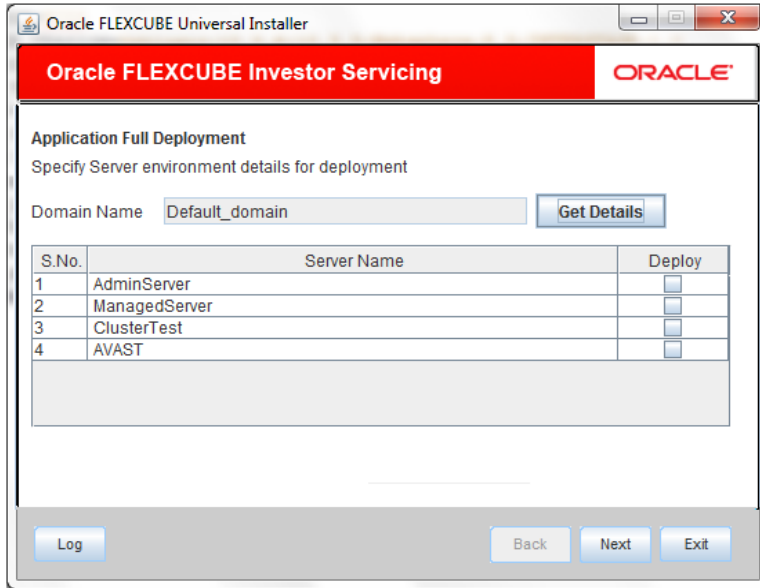 Oracle FLEXCUBE Universal Installer
Oracle FLEXCUBE Investor Servicing ORACLE
Application Full Deployment
Specify Server environment details for deployment
Domain Name Default_domain Get Details
S.No. Server Name Deploy
1 AdminServer
2 ManagedServer
3 ClusterTest
4 AVAST
Log Back Next Exit